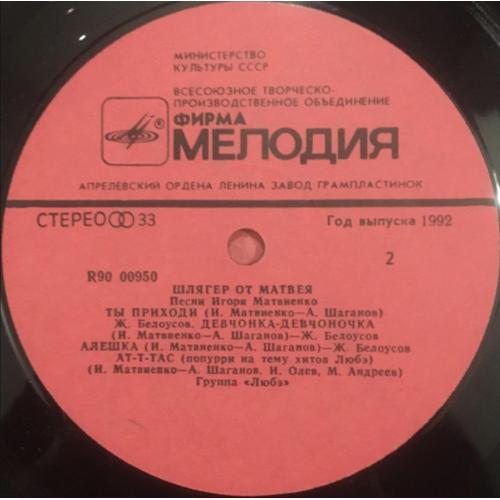 МИНИСТЕРСТВО
КУЛЬТУРЫ СССР
ВСЕСОЮЗНОЕ ТВОРЧЕСКО-
ПРОИЗВОДСТВЕННОЕ ОБЪЕДИНЕНИЕ
ФИРМА
®
МЕЛОДИЯ
АПРЕЛЕВСКИЙ ОРДЕНА ЛЕНИНА ЗАВОД ГРАМПЛАСТИНОК
СТЕРЕО 33
Год выпуска 1992
2
R90 00950
ШЛЯГЕР ОТ МАТВЕЯ
Песни Игоря Матвиенко
ТЫ ПРИХОДИ (И. Матвиенко—А. Шаганов)
Ж. Белоусов. ДЕВЧОНКА-ДЕВЧОНОЧКА
(И. Матвиенко—А. Шаганов)—Ж. Белоусов
АЛЕШКА (И. Матвиенко—А. Шаганов)—Ж. Белоусов
АТ-Т-ТАС (попурри на тему хитов Любэ)
(И. Матвиенко—А. Шаганов, И. Олев, М. Андреев)
Группа «Любэ»